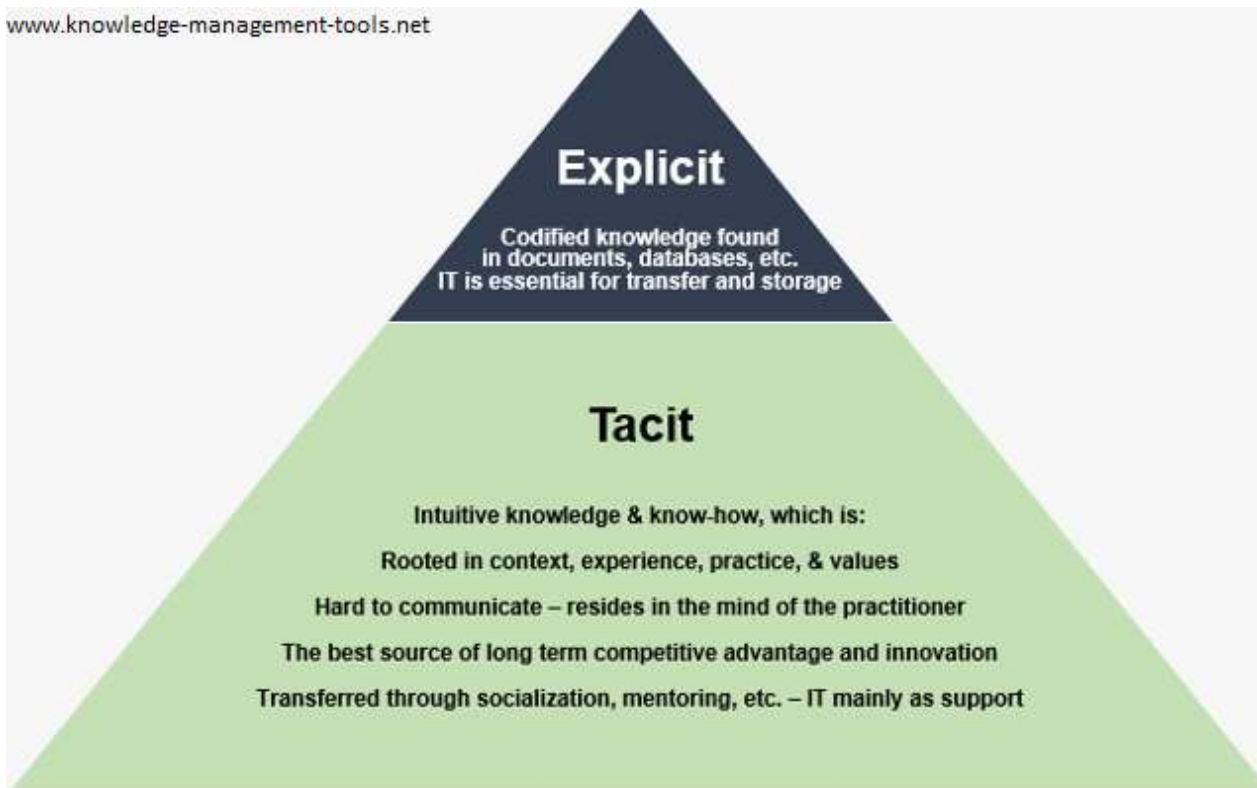 www.knowledge-management-tools.net
Explicit
Codified knowledge found
in documents, databases, etc.
IT is essential for transfer and storage
Tacit
Intuitive knowledge & know-how, which is:
Rooted in context, experience, practice, & values
Hard to communicate – resides in the mind of the practitioner
The best source of long term competitive advantage and innovation
Transferred through socialization, mentoring, etc. – IT mainly as support